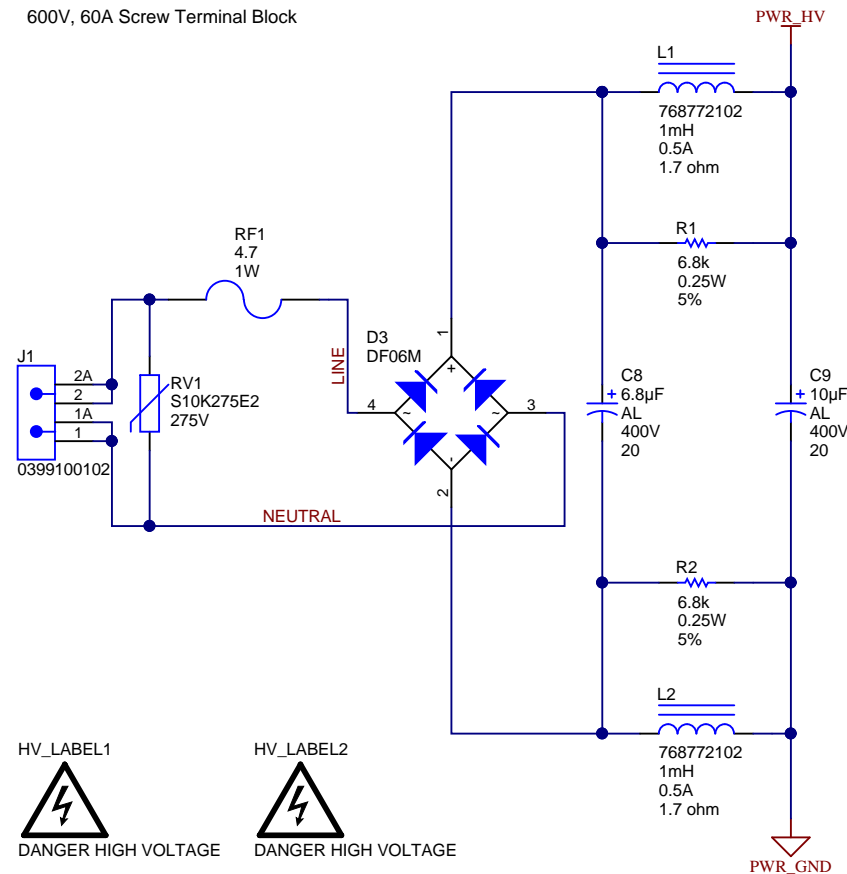 600V, 60A Screw Terminal Block
PWR_HV
L1
768772102
1mH
0.5A
1.7 ohm
R1
6.8k
0.25W
5%
RF1
4.7
1W
D3
DF06M
1
+
LINE
4
~
~
3
-
2
J1
2A
2
1A
1
0399100102
RV1
S10K275E2
275V
C8
+
6.8µF
AL
400V
20
C9
+
10µF
AL
400V
20
NEUTRAL
R2
6.8k
0.25W
5%
L2
768772102
1mH
0.5A
1.7 ohm
HV_LABEL1
DANGER HIGH VOLTAGE
HV_LABEL2
DANGER HIGH VOLTAGE
PWR_GND